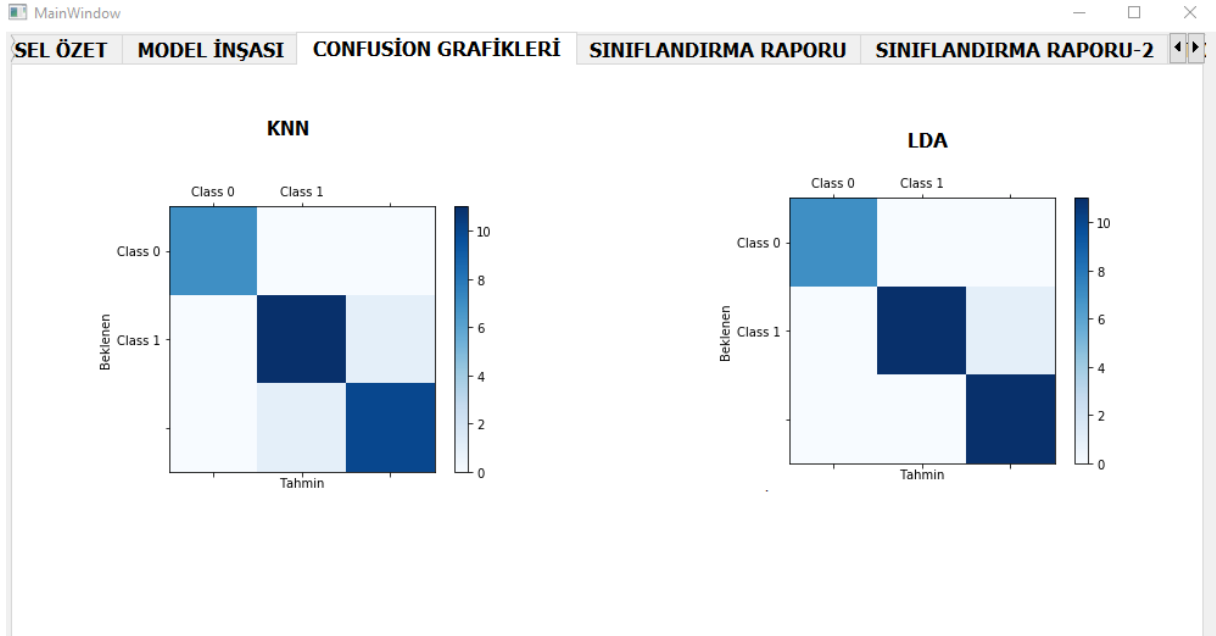 MainWindow
SEL ÖZET MODEL İNŞASI CONFUSİON GRAFİKLERİ SINIFLANDIRMA RAPORU SINIFLANDIRMA RAPORU-2
KNN
Class 0 Class 1
Class 0
Class 1
Beklenen
Tahmin
10
8
6
4
2
0
LDA
Class 0 Class 1
Class 0
Class 1
Beklenen
Tahmin
10
8
6
4
2
0